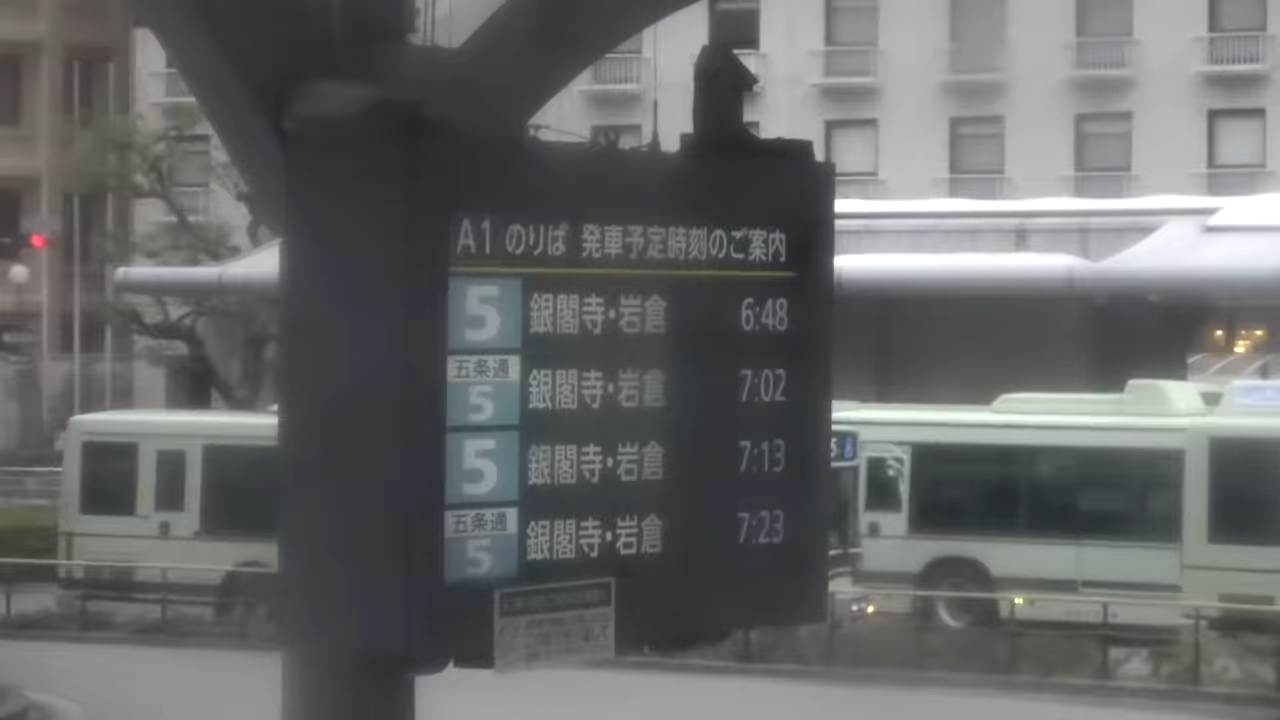 A1 のりば 発車予定時刻のご案内
5 銀閣寺・岩倉 6:48
五条通
5 銀閣寺・岩倉 7:02
5 銀閣寺・岩倉 7:13
五条通
5 銀閣寺・岩倉 7:23